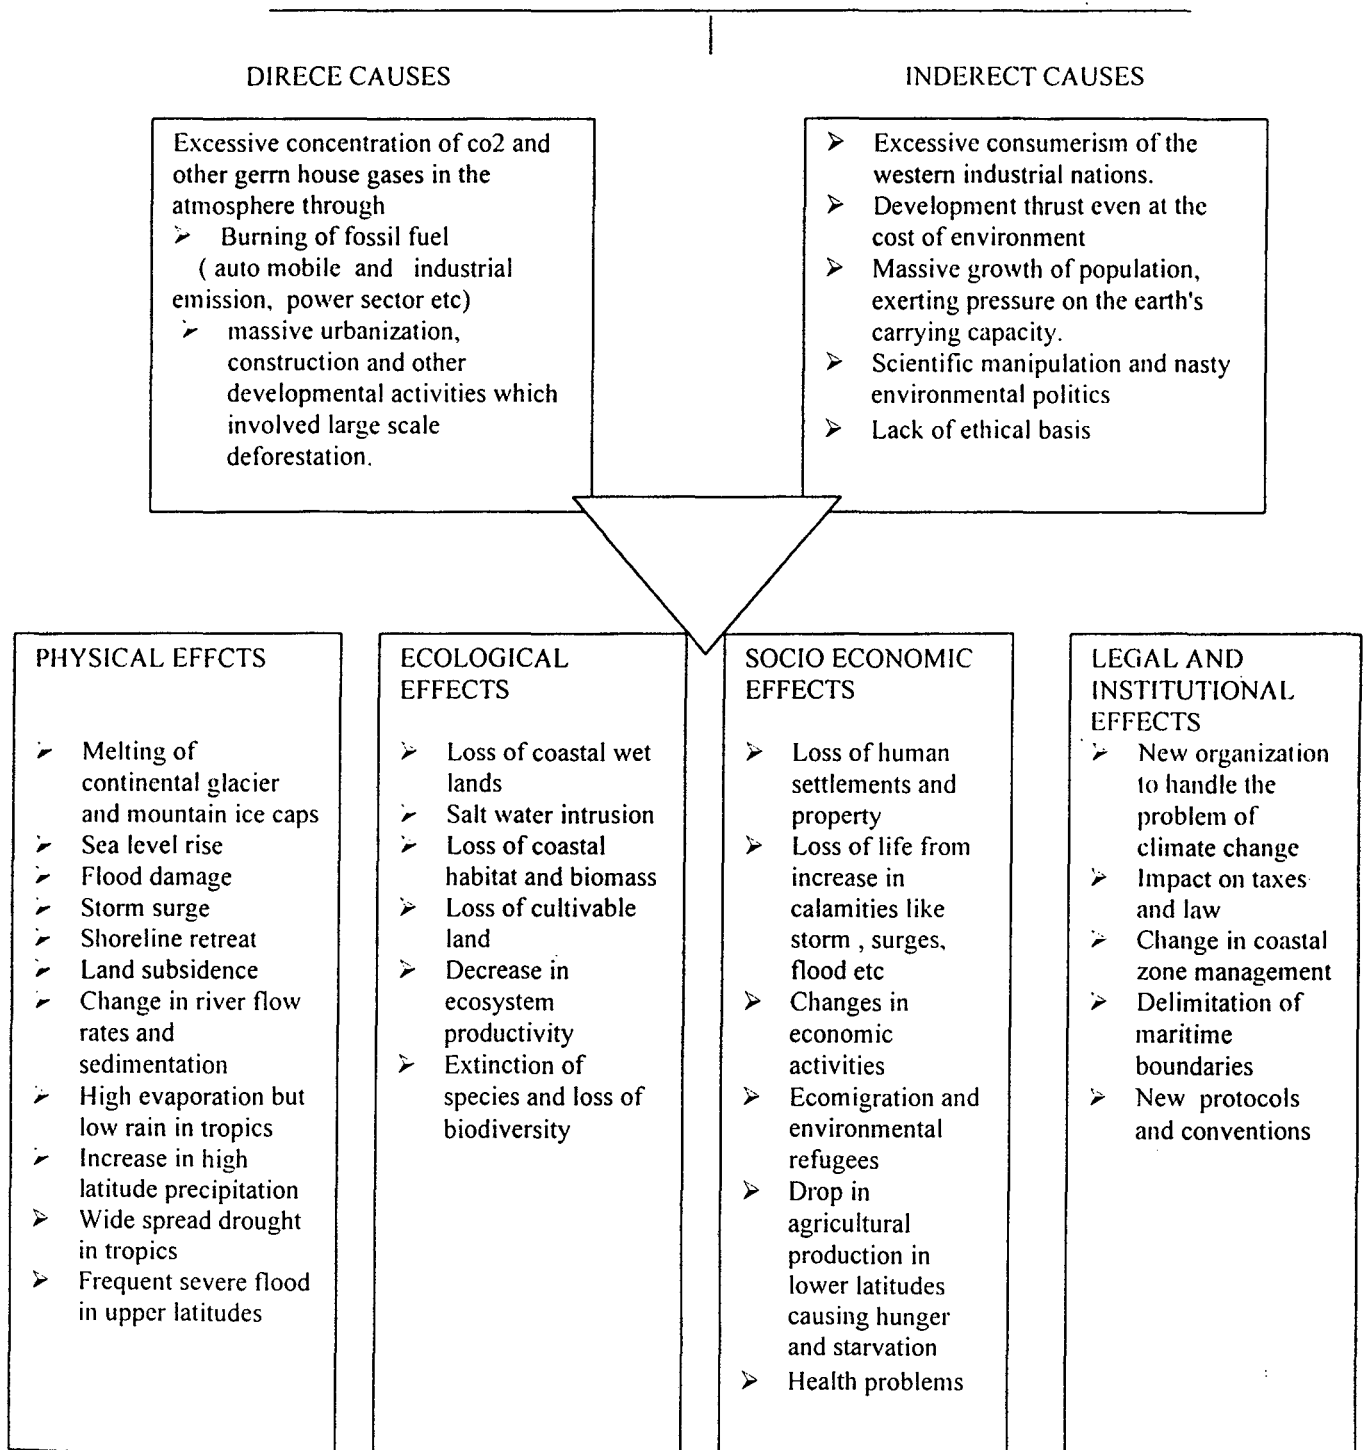 DIRECE CAUSES
Excessive concentration of co2 and
other germ house gases in the
atmosphere through
➢ Burning of fossil fuel
( auto mobile and industrial
emission, power sector etc)
➢ massive urbanization,
construction and other
developmental activities which
involved large scale
deforestation.
INDERECT CAUSES
➢ Excessive consumerism of the
western industrial nations.
➢ Development thrust even at the
cost of environment
➢ Massive growth of population,
exerting pressure on the earth's
carrying capacity.
➢ Scientific manipulation and nasty
environmental politics
➢ Lack of ethical basis
PHYSICAL EFFCTS
➢ Melting of
continental glacier
and mountain ice caps
➢ Sea level rise
➢ Flood damage
➢ Storm surge
➢ Shoreline retreat
➢ Land subsidence
➢ Change in river flow
rates and
sedimentation
➢ High evaporation but
low rain in tropics
➢ Increase in high
latitude precipitation
➢ Wide spread drought
in tropics
➢ Frequent severe flood
in upper latitudes
ECOLOGICAL
EFFECTS
➢ Loss of coastal wet
lands
➢ Salt water intrusion
➢ Loss of coastal
habitat and biomass
➢ Loss of cultivable
land
➢ Decrease in
ecosystem
productivity
➢ Extinction of
species and loss of
biodiversity
SOCIO ECONOMIC
EFFECTS
➢ Loss of human
settlements and
property
➢ Loss of life from
increase in
calamities like
storm , surges,
flood etc
➢ Changes in
economic
activities
➢ Ecomigration and
environmental
refugees
➢ Drop in
agricultural
production in
lower latitudes
causing hunger
and starvation
➢ Health problems
LEGAL AND
INSTITUTIONAL
EFFECTS
➢ New organization
to handle the
problem of
climate change
➢ Impact on taxes
and law
➢ Change in coastal
zone management
➢ Delimitation of
maritime
boundaries
➢ New protocols
and conventions